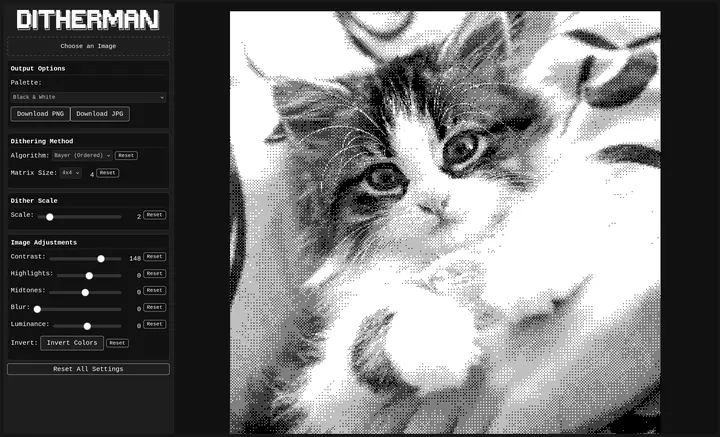 DITHERMAN
Choose an Image
Output Options
Palette:
Black & White
Download PNG Download JPG
Dithering Method
Algorithm: Bayer (Ordered) Reset
Matrix Size: 4x4 4 Reset
Dither Scale
Scale: 2 Reset
Image Adjustments
Contrast: 148 Reset
Highlights: 0 Reset
Midtones: 0 Reset
Blur: 0 Reset
Luminance: 0 Reset
Invert: Invert Colors Reset
Reset All Settings